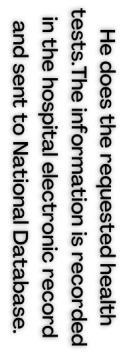 He does the requested health
tests. The information is recorded
in the hospital electronic record
and sent to National Database.